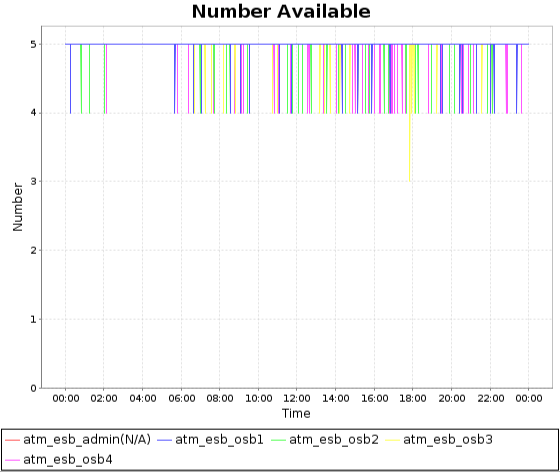 Number Available
5
4
3
2
1
0
Number
00:00 02:00 04:00 06:00 08:00 10:00 12:00 14:00 16:00 18:00 20:00 22:00 00:00
Time
atm_esb_admin(N/A) atm_esb_osb1 atm_esb_osb2 atm_esb_osb3
atm_esb_osb4